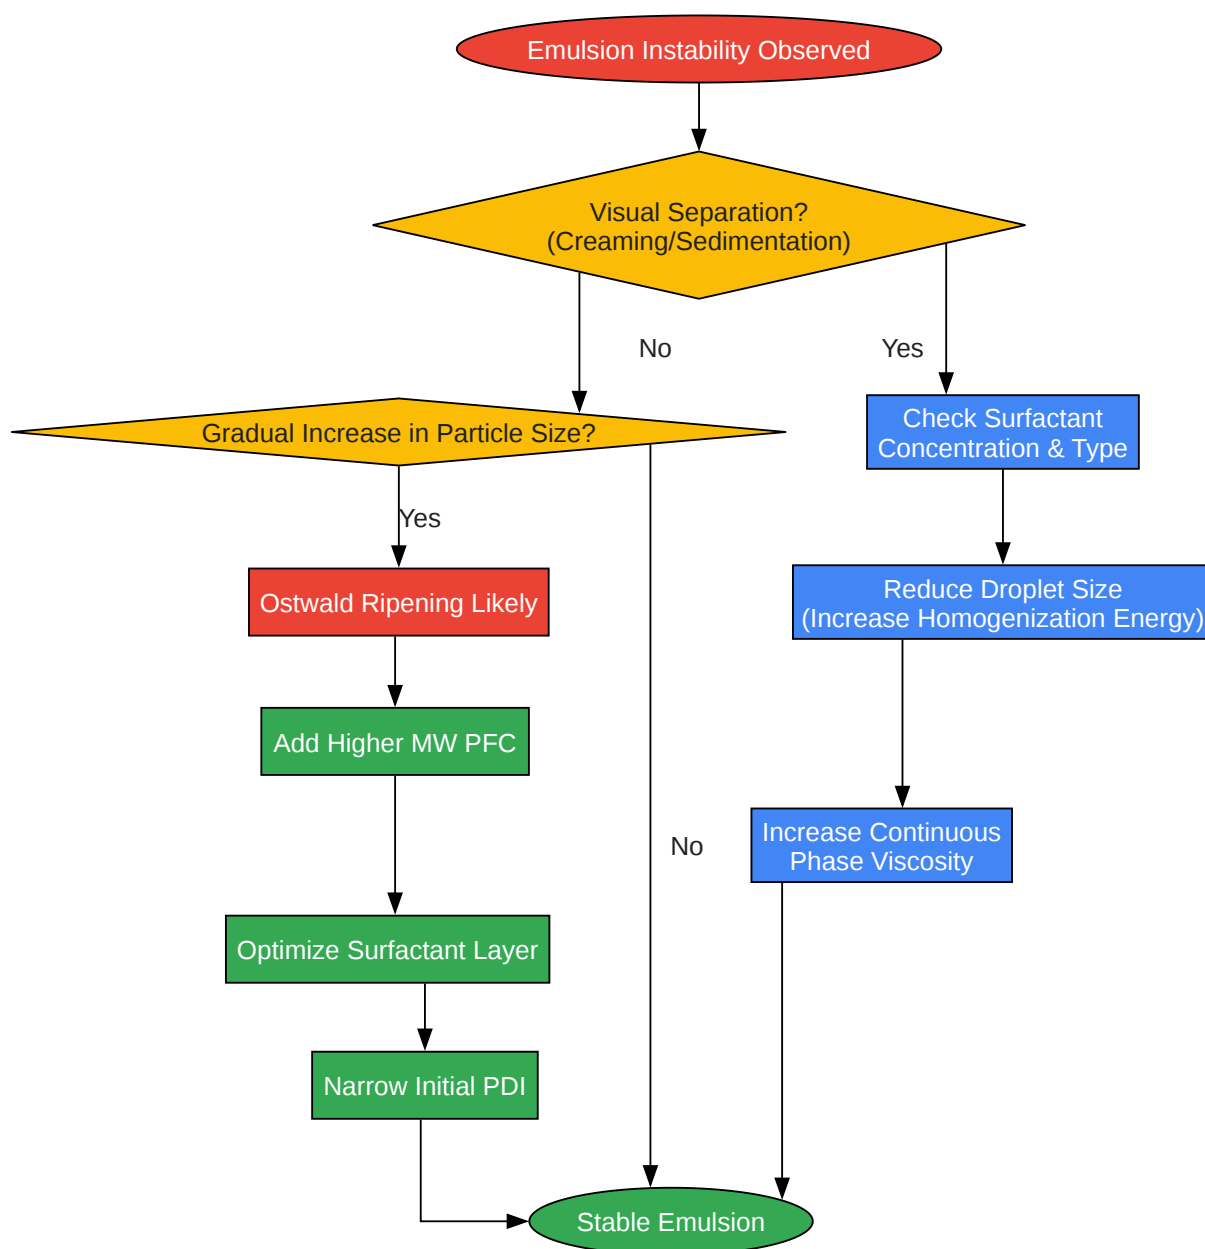 Emulsion Instability Observed
Visual Separation?
(Creaming/Sedimentation)
No
Yes
Gradual Increase in Particle Size?
Check Surfactant
Concentration & Type
Yes
Ostwald Ripening Likely
Reduce Droplet Size
(Increase Homogenization Energy)
Add Higher MW PFC
No
Increase Continuous
Phase Viscosity
Optimize Surfactant Layer
Narrow Initial PDI
Stable Emulsion